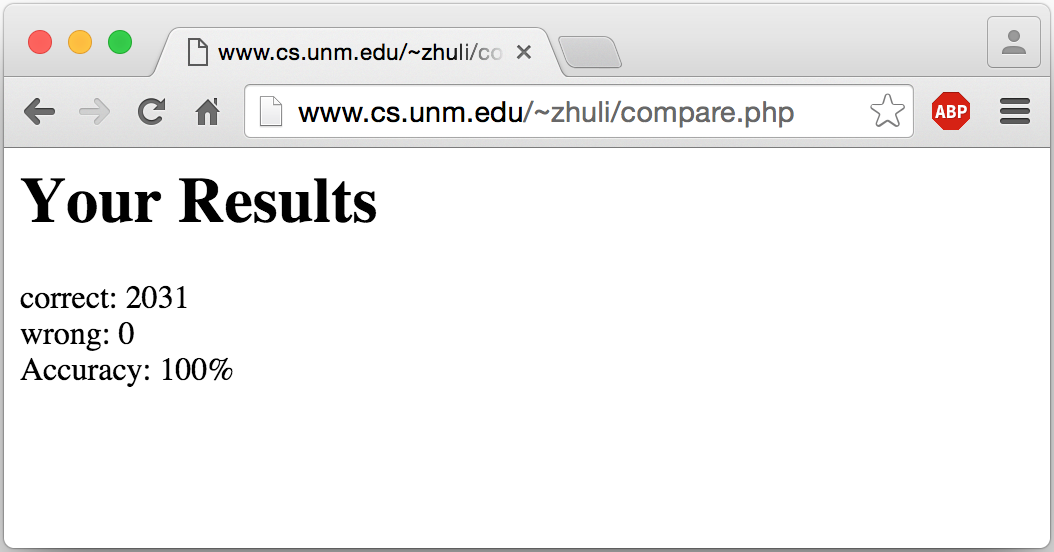 www.cs.unm.edu/~zhuli/co
www.cs.unm.edu/~zhuli/compare.php
ABP
Your Results
correct: 2031
wrong: 0
Accuracy: 100%